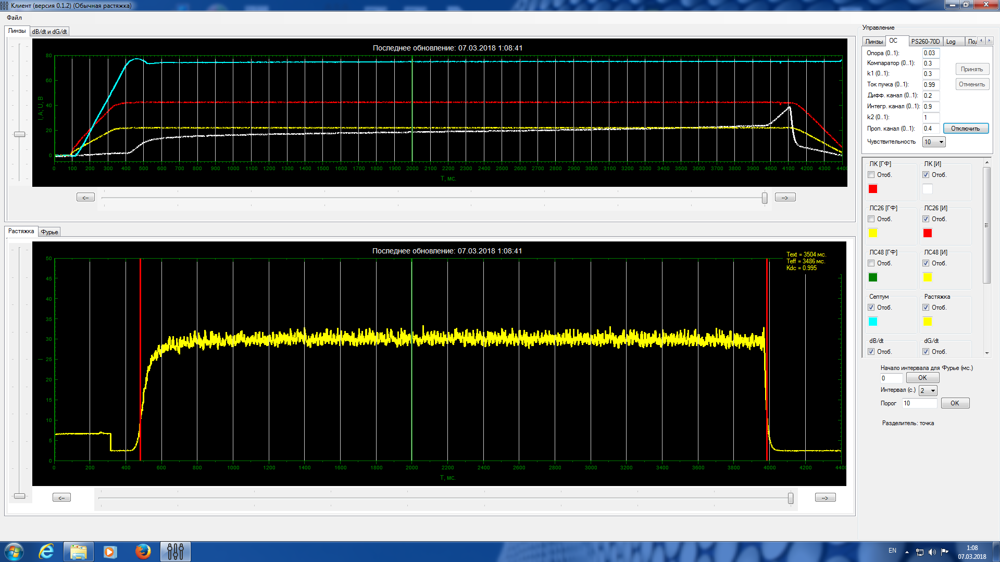 Клиент (версия 0.1.2) (Обычная растяжка)
Файл
Линзы dB/dt и dG/dt
Последнее обновление: 07.03.2018 1:08:41
I, A; U, B
80
60
40
20
0
0 100 200 300 400 500 600 700 800 900 1000 1100 1200 1300 1400 1500 1600 1700 1800 1900 2000 2100 2200 2300 2400 2500 2600 2700 2800 2900 3000 3100 3200 3300 3400 3500 3600 3700 3800 3900 4000 4100 4200 4300 4400
T, мс.
<-- -->
Растяжка Фурье
Последнее обновление: 07.03.2018 1:08:41
Text = 3504 мс.
Teff = 3486 мс.
Kdc = 0.995
I
50
45
40
35
30
25
20
15
10
5
0
0 200 400 600 800 1000 1200 1400 1600 1800 2000 2200 2400 2600 2800 3000 3200 3400 3600 3800 4000 4200 4400
T, мс.
<-- -->
Управление
Линзы ОС PS260-70D Log
Опора (0..1): 0.03
Компаратор (0..1): 0.3
k1 (0..1): 0.3
Принять
Ток пучка (0..1): 0.99
Отменить
Дифф. канал (0..1): 0.2
Интегр. канал (0..1): 0.9
k2 (0..1): 1
Проп. канал (0..1): 0.4 Отключить
Чувствительность 10
ЛК [ГФ] ЛК [И]
Отоб. Отоб.
ЛС26 [ГФ] ЛС26 [И]
Отоб. Отоб.
ЛС48 [ГФ] ЛС48 [И]
Отоб. Отоб.
Септум Растяжка
Отоб. Отоб.
dB/dt dG/dt
Отоб. Отоб.
Начало интервала для Фурье (мс.)
0 OK
Интервал (с.) 2
Порог 10 OK
Разделитель: точка
EN 1:08
07.03.2018